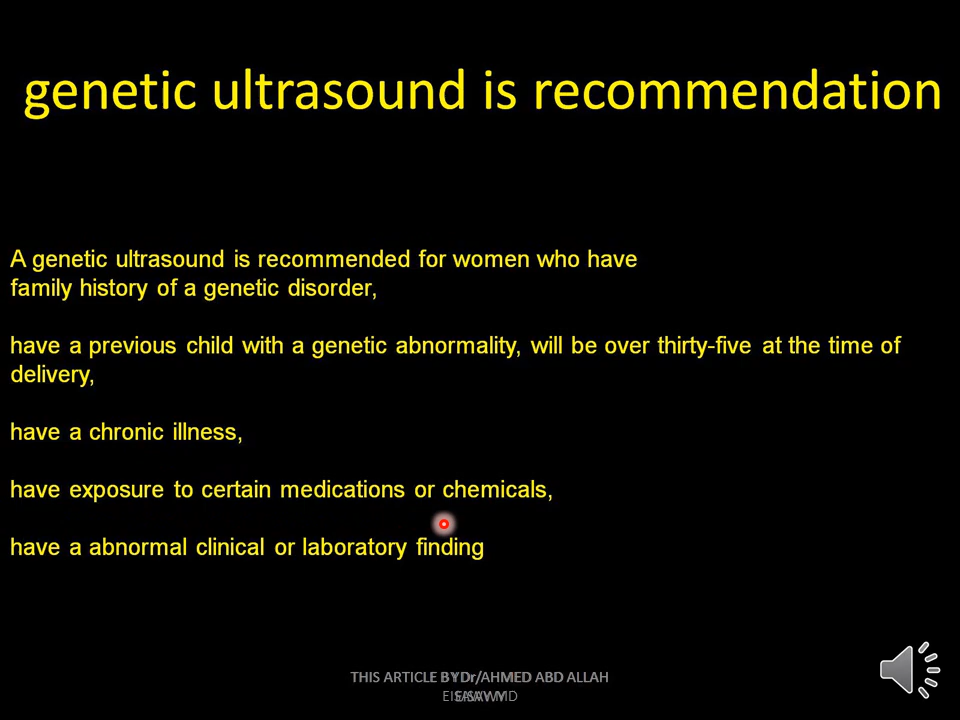 genetic ultrasound is recommendation
A genetic ultrasound is recommended for women who have
family history of a genetic disorder,
have a previous child with a genetic abnormality, will be over thirty-five at the time of
delivery,
have a chronic illness,
have exposure to certain medications or chemicals,
have a abnormal clinical or laboratory finding
THIS ARTICLE BYDr/AHMED ABD ALLAH